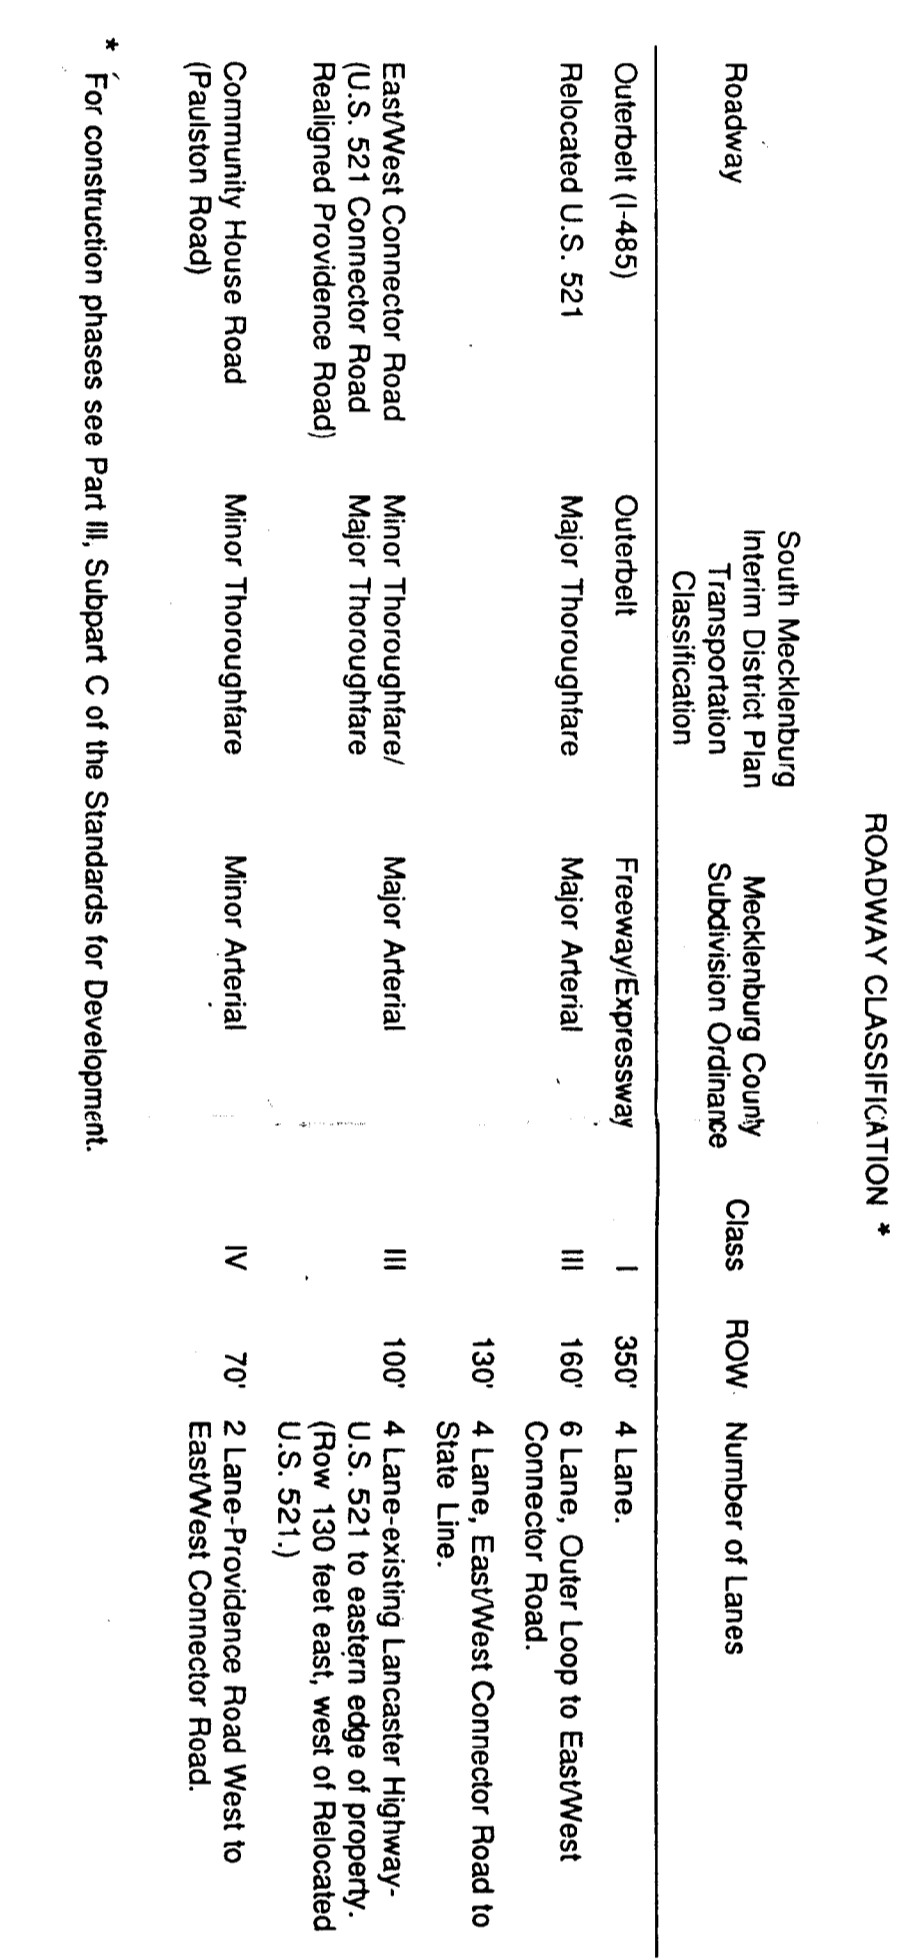 ROADWAY CLASSIFICATION *
South Mecklenburg
Interim District Plan
Transportation
Classification
Mecklenburg County
Subdivision Ordinance
Roadway
Class
ROW
Number of Lanes
Outerbelt (I-485) Outerbelt Freeway/Expressway I 350' 4 Lane.
Relocated U.S. 521 Major Thoroughfare Major Arterial III 160' 6 Lane, Outer Loop to East/West
Connector Road.
130' 4 Lane, East/West Connector Road to
State Line.
East/West Connector Road Minor Thoroughfare/ Major Arterial III 100' 4 Lane-existing Lancaster Highway-
(U.S. 521 Connector Road Major Thoroughfare U.S. 521 to eastern edge of property.
Realigned Providence Road) (Row 130 feet east, west of Relocated
U.S. 521.)
Community House Road Minor Thoroughfare Minor Arterial IV 70' 2 Lane-Providence Road West to
(Paulston Road) East/West Connector Road.
* For construction phases see Part III, Subpart C of the Standards for Development.